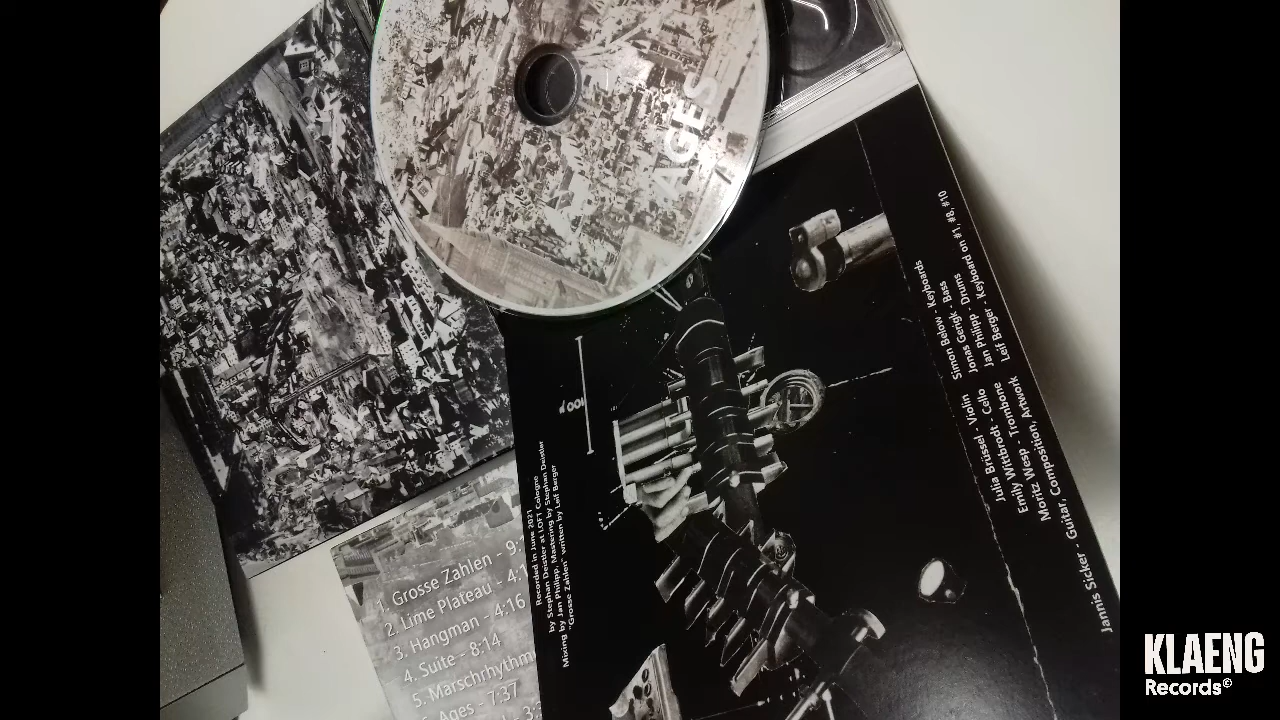 AGES
Julia Brüssel - Violin
Emily Wittbrodt - Cello
Moritz Wesp - Trombone
Simon Below - Keyboards
Jonas Gerigk - Bass
Jan Philipp - Drums
Leif Berger - Keyboard on #1, #8, #10
Jannis Sicker - Guitar, Composition, Artwork
Recorded in June 2021
by Stephan Deistler at LOFT Cologne
Mixing by Jan Philipp, Mastering by Stephan Deistler
"Grosse Zahlen" written by Leif Berger
1. Grosse Zahlen - 9:
2. Lime Plateau - 4:1
3. Hangman - 4:16
4. Suite - 8:14
5. Marschrhythm
6. Ages - 7:37
KLAENG
Records©